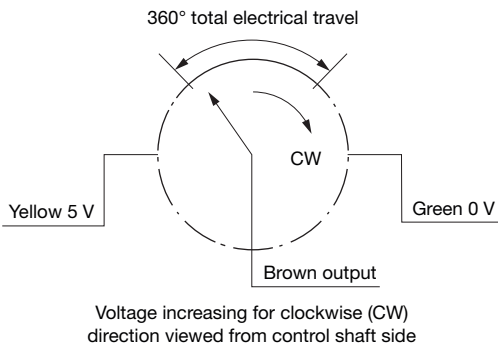 360° total electrical travel
CW
Yellow 5 V
Green 0 V
Brown output
Voltage increasing for clockwise (CW)
direction viewed from control shaft side